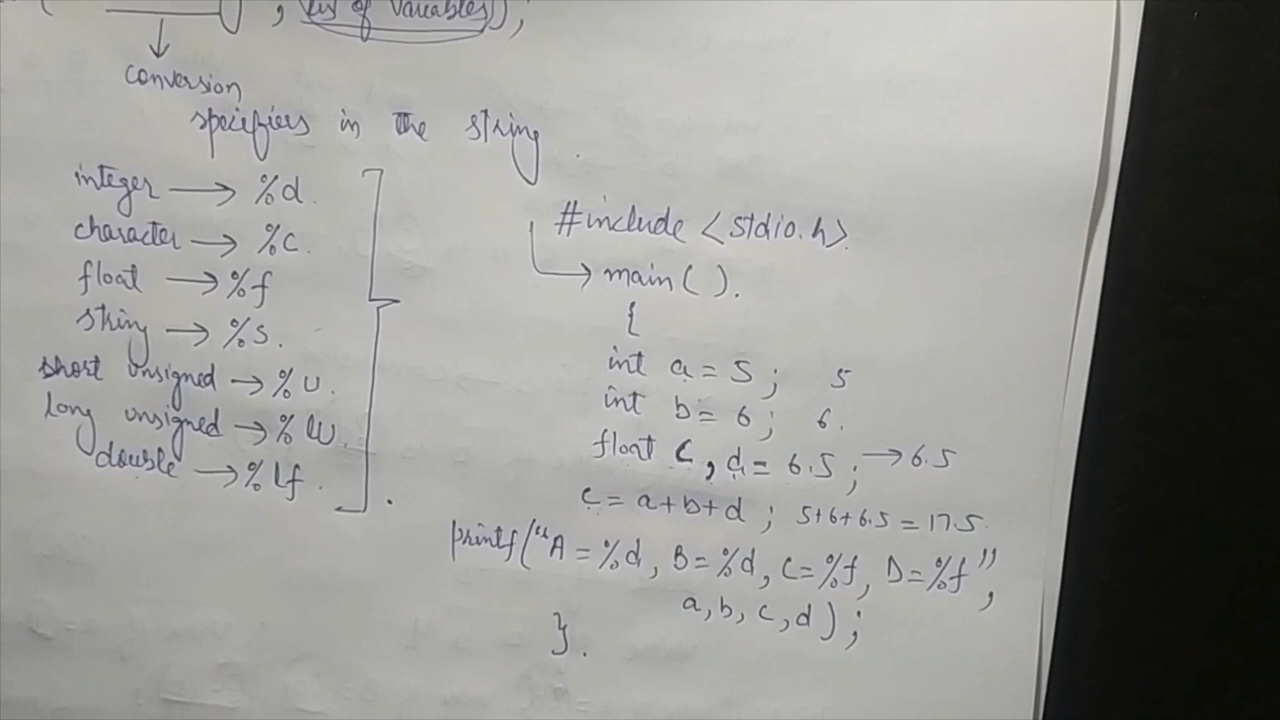 ( , list of variables);
conversion
specifiers in the string.
integer → %d.
character → %c.
float → %f
string → %s.
short unsigned → %u.
long unsigned → %lu.
double → %lf.
#include <stdio.h>.
main( ).
{
int a = 5; 5
int b = 6; 6.
float c, d = 6.5; → 6.5
c = a+b+d; 5+6+6.5 = 17.5.
printf("A = %d, B = %d, C = %f, D = %f",
a, b, c, d);
}.